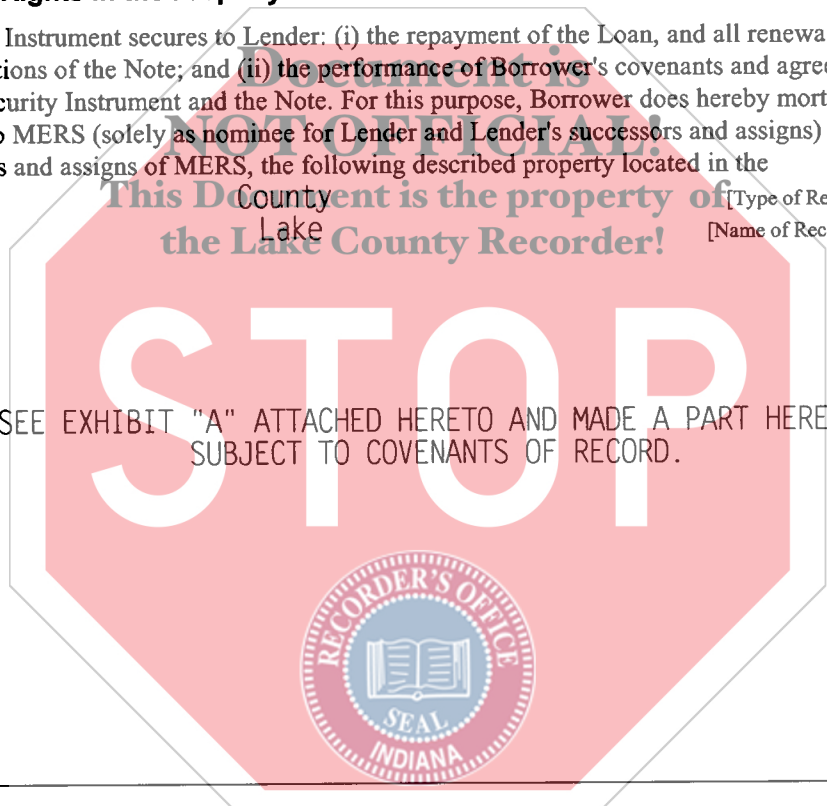 Instrument secures to Lender: (i) the repayment of the Loan, and all renewa
tions of the Note; and (ii) the performance of Borrower's covenants and agree
curity Instrument and the Note. For this purpose, Borrower does hereby mort
MERS (solely as nominee for Lender and Lender's successors and assigns)
s and assigns of MERS, the following described property located in the
County [Type of Re
Lake [Name of Rec
Document is
NOT OFFICIAL!
This Document is the property of
the Lake County Recorder!
STOP
SEE EXHIBIT "A" ATTACHED HERETO AND MADE A PART HERE
SUBJECT TO COVENANTS OF RECORD.
RECORDER'S OFFICE
SEAL
INDIANA